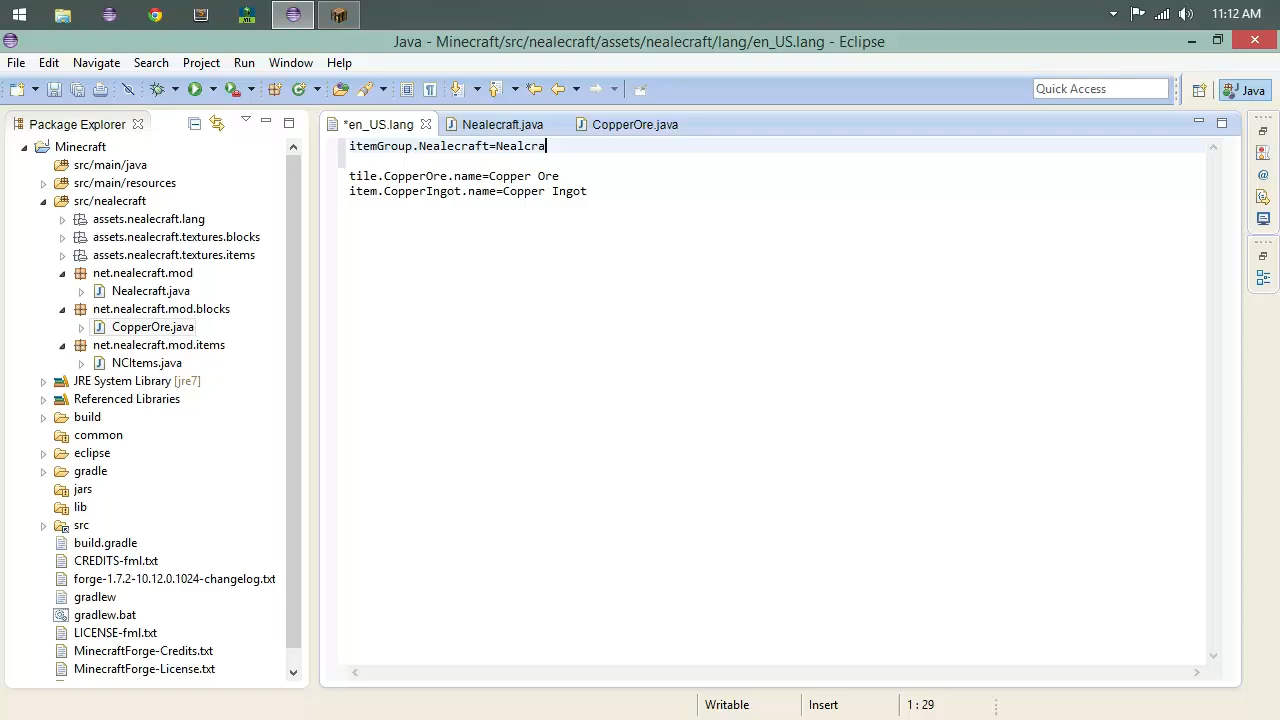 11:12 AM
Java - Minecraft/src/nealecraft/assets/nealecraft/lang/en_US.lang - Eclipse
File Edit Navigate Search Project Run Window Help
Quick Access
Java
Package Explorer
*en_US.lang Nealecraft.java CopperOre.java
Minecraft
src/main/java
src/main/resources
src/nealecraft
assets.nealecraft.lang
assets.nealecraft.textures.blocks
assets.nealecraft.textures.items
net.nealecraft.mod
Nealecraft.java
net.nealecraft.mod.blocks
CopperOre.java
net.nealecraft.mod.items
NCItems.java
JRE System Library [jre7]
Referenced Libraries
build
common
eclipse
gradle
jars
lib
src
build.gradle
CREDITS-fml.txt
forge-1.7.2-10.12.0.1024-changelog.txt
gradlew
gradlew.bat
LICENSE-fml.txt
MinecraftForge-Credits.txt
MinecraftForge-License.txt
itemGroup.Nealecraft=Nealcra
tile.CopperOre.name=Copper Ore
item.CopperIngot.name=Copper Ingot
Writable Insert 1 : 29